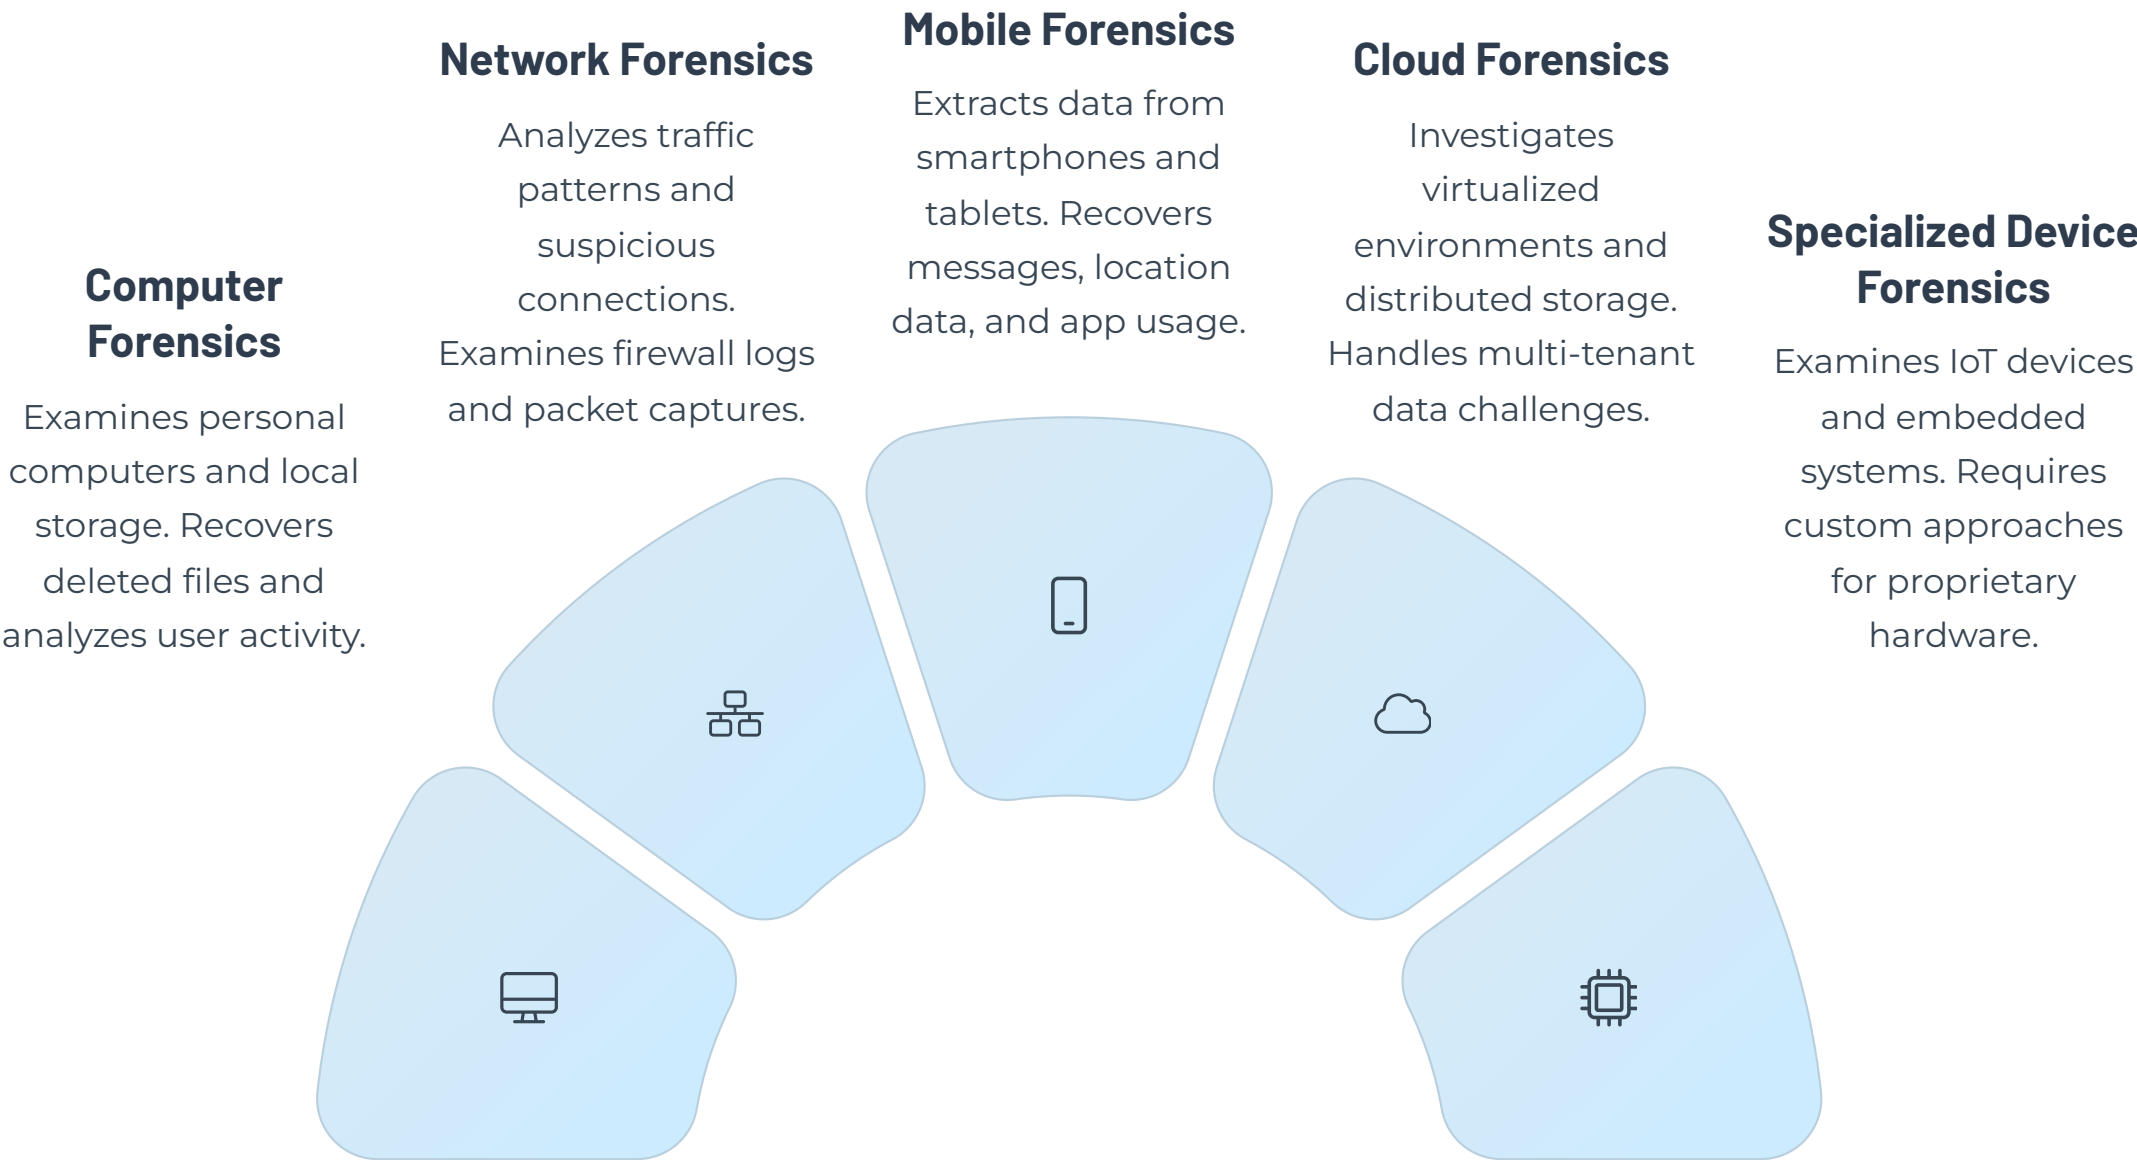 Computer
Forensics
Examines personal
computers and local
storage. Recovers
deleted files and
analyzes user activity.
Network Forensics
Analyzes traffic
patterns and
suspicious
connections.
Examines firewall logs
and packet captures.
Mobile Forensics
Extracts data from
smartphones and
tablets. Recovers
messages, location
data, and app usage.
Cloud Forensics
Investigates
virtualized
environments and
distributed storage.
Handles multi-tenant
data challenges.
Specialized Device
Forensics
Examines IoT devices
and embedded
systems. Requires
custom approaches
for proprietary
hardware.